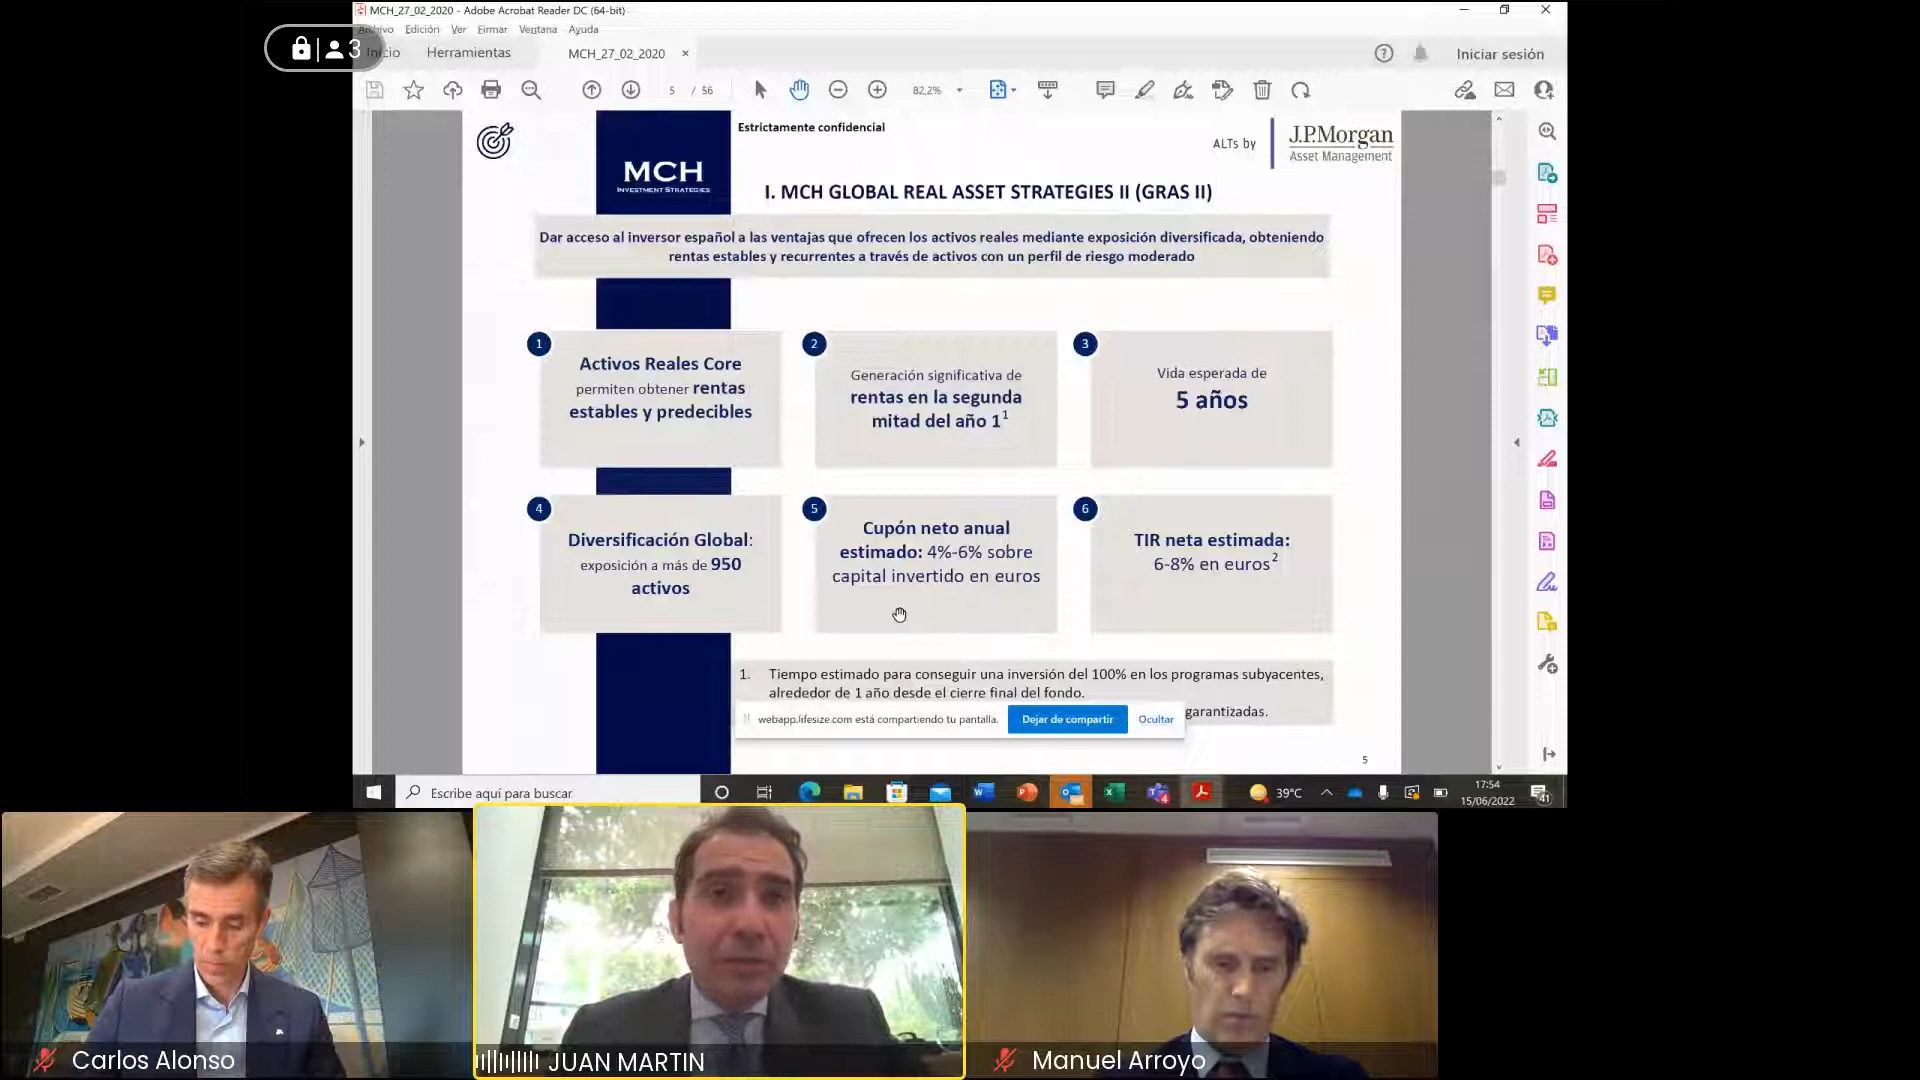 MCH_27_02_2020 - Adobe Acrobat Reader DC (64-bit)
Archivo Edición Ver Firmar Ventana Ayuda
3
Inicio Herramientas MCH_27_02_2020 × Iniciar sesión
5 / 56 82,2%
Estrictamente confidencial
ALTs by J.P.Morgan
Asset Management
MCH
INVESTMENT STRATEGIES
I. MCH GLOBAL REAL ASSET STRATEGIES II (GRAS II)
Dar acceso al inversor español a las ventajas que ofrecen los activos reales mediante exposición diversificada, obteniendo
rentas estables y recurrentes a través de activos con un perfil de riesgo moderado
1
Activos Reales Core
permiten obtener rentas
estables y predecibles
2
Generación significativa de
rentas en la segunda
mitad del año 1¹
3
Vida esperada de
5 años
4
Diversificación Global:
exposición a más de 950
activos
5
Cupón neto anual
estimado: 4%-6% sobre
capital invertido en euros
6
TIR neta estimada:
6-8% en euros²
1. Tiempo estimado para conseguir una inversión del 100% en los programas subyacentes,
alrededor de 1 año desde el cierre final del fondo.
garantizadas.
webapp.lifesize.com está compartiendo tu pantalla. Dejar de compartir Ocultar
5
Escribe aquí para buscar
39°C
17:54
15/06/2022
41
Carlos Alonso
JUAN MARTIN
Manuel Arroyo